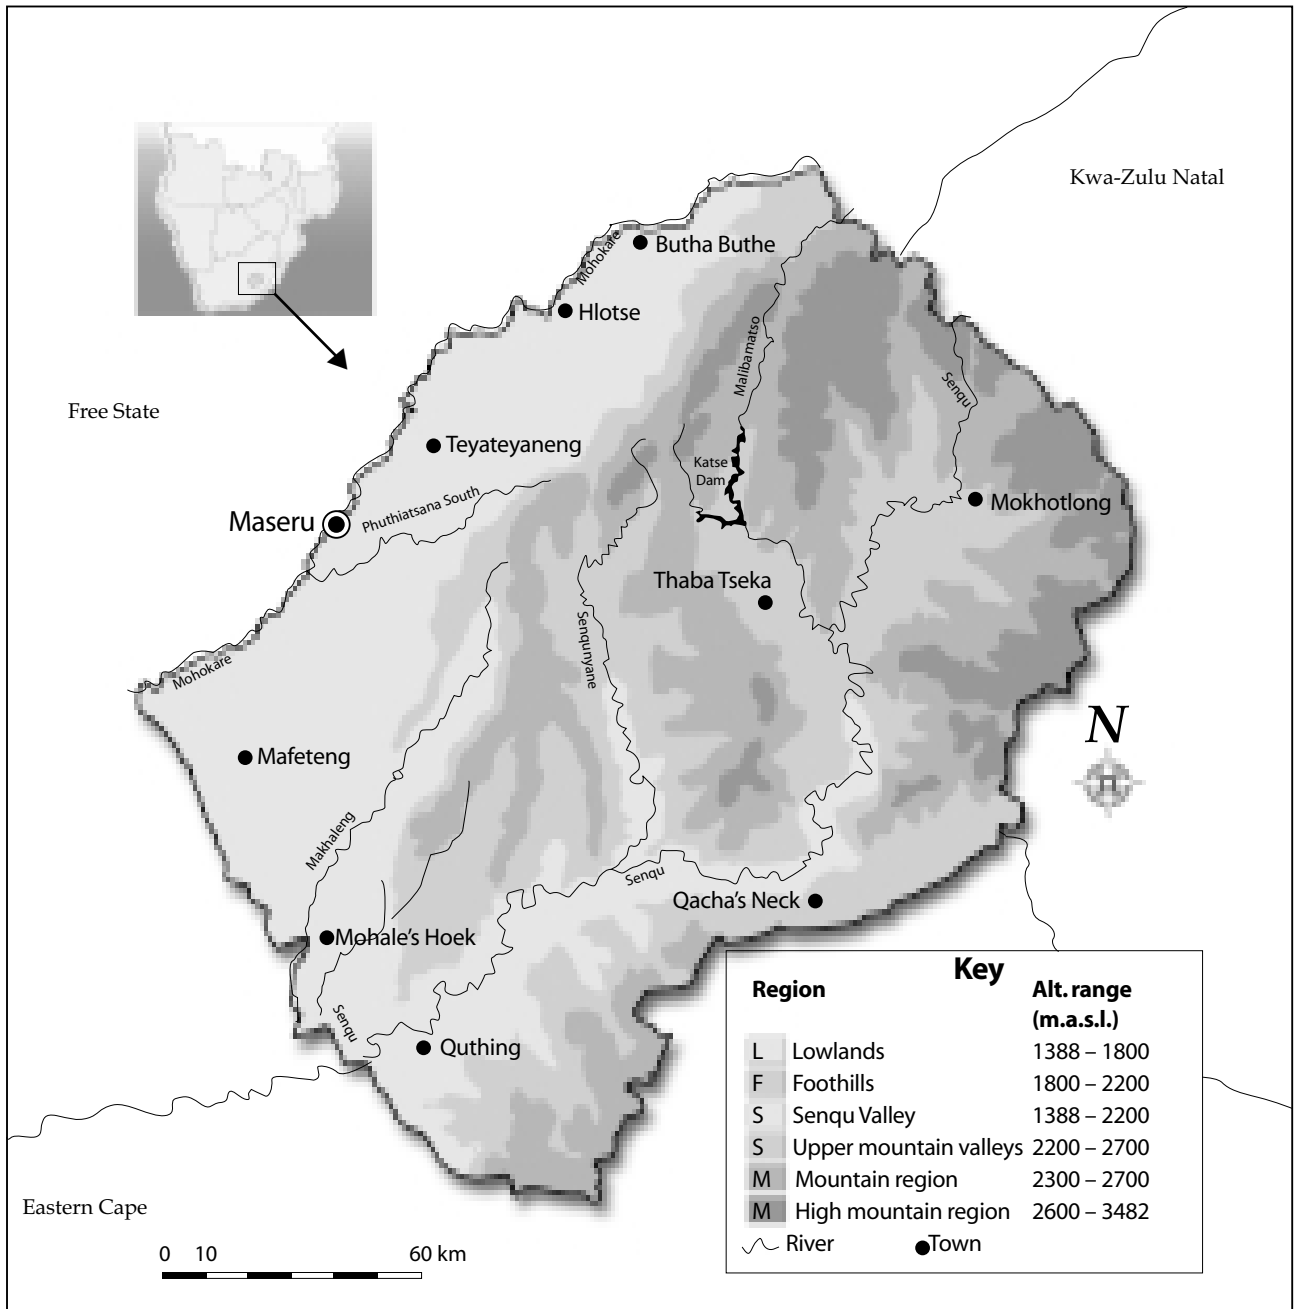 Kwa-Zulu Natal
Butha Buthe
Mohokare
Hlotse
Malibamatso
Senqu
Free State
Teyateyaneng
Katse
Dam
Mokhotlong
Phuthiatsana South
Maseru
Thaba Tseka
Senqunyane
Mohokare
N
Mafeteng
Makhaleng
Senqu
Qacha's Neck
Mohale's Hoek
Senqu
Quthing
Key
Region
Alt. range
(m.a.s.l.)
L Lowlands 1388 – 1800
F Foothills 1800 – 2200
S Senqu Valley 1388 – 2200
S Upper mountain valleys 2200 – 2700
M Mountain region 2300 – 2700
M High mountain region 2600 – 3482
River Town
Eastern Cape
0 10 60 km